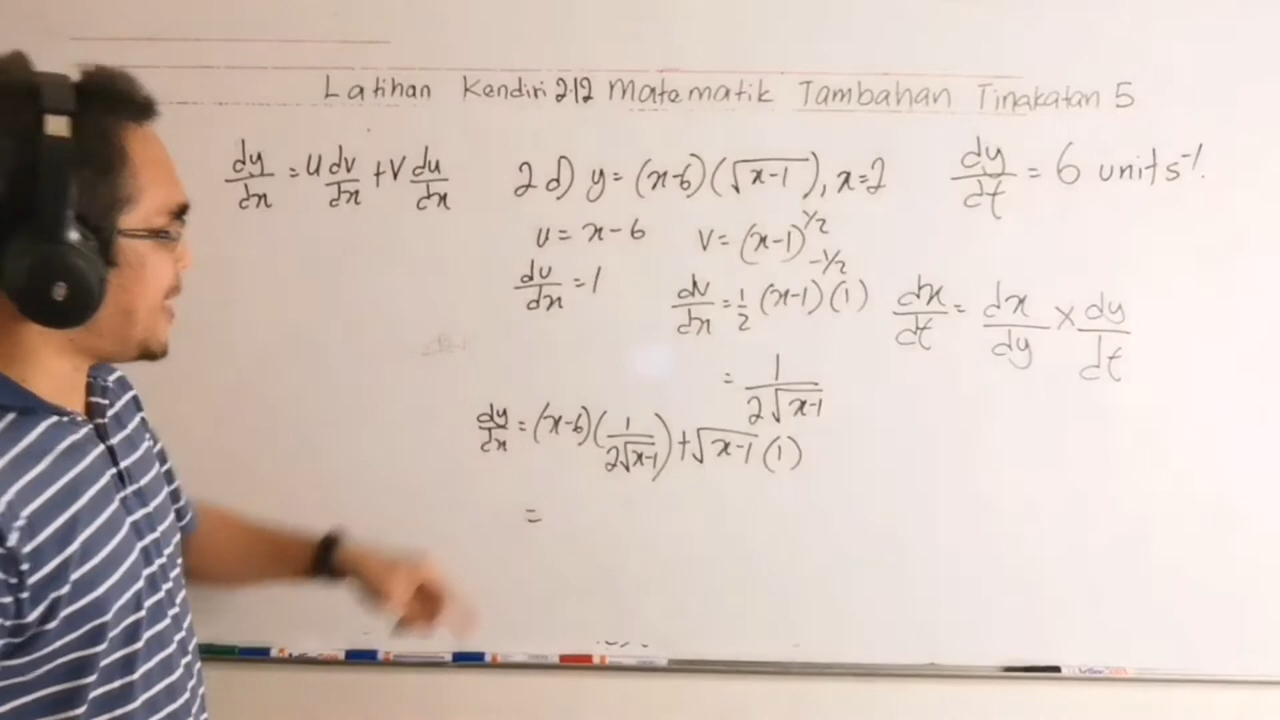 Latihan Kendiri 2.12 Matematik Tambahan Tingkatan 5
dy/dx = u dv/dx + v du/dx
2 d) y = (x-6)(√x-1), x=2
dy/dt = 6 units⁻¹.
u = x-6
v = (x-1)^1/2
du/dx = 1
dv/dx = 1/2 (x-1)^-1/2 (1)
dx/dt = dx/dy × dy/dt
= 1/2√x-1
dy/dx = (x-6)(1/2√x-1) + √x-1 (1)
=